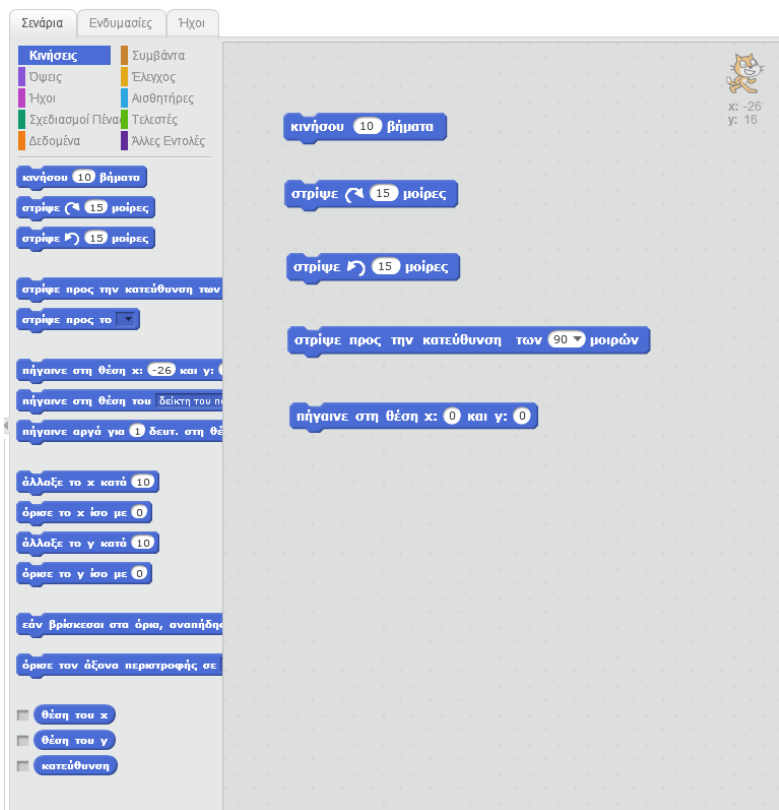 Σενάρια Ενδυμασίες Ήχοι
Κινήσεις Συμβάντα
Όψεις Έλεγχος
Ήχοι Αισθητήρες
Σχεδιασμοί Πένας Τελεστές
Δεδομένα Άλλες Εντολές
κινήσου 10 βήματα
στρίψε 15 μοίρες
στρίψε 15 μοίρες
στρίψε προς την κατεύθυνση των
στρίψε προς το
πήγαινε στη θέση x: -26 και y:
πήγαινε στη θέση του δείκτη του
πήγαινε αργά για 1 δευτ. στη
άλλαξε το x κατά 10
όρισε το x ίσο με 0
άλλαξε το y κατά 10
όρισε το y ίσο με 0
εάν βρίσκεσαι στα όρια,
όρισε τον άξονα περιστροφής σε
θέση του x
θέση του y
κατεύθυνση
κινήσου 10 βήματα
στρίψε 15 μοίρες
στρίψε 15 μοίρες
στρίψε προς την κατεύθυνση των 90 μοιρών
πήγαινε στη θέση x: 0 και y: 0
x: -26
y: 16